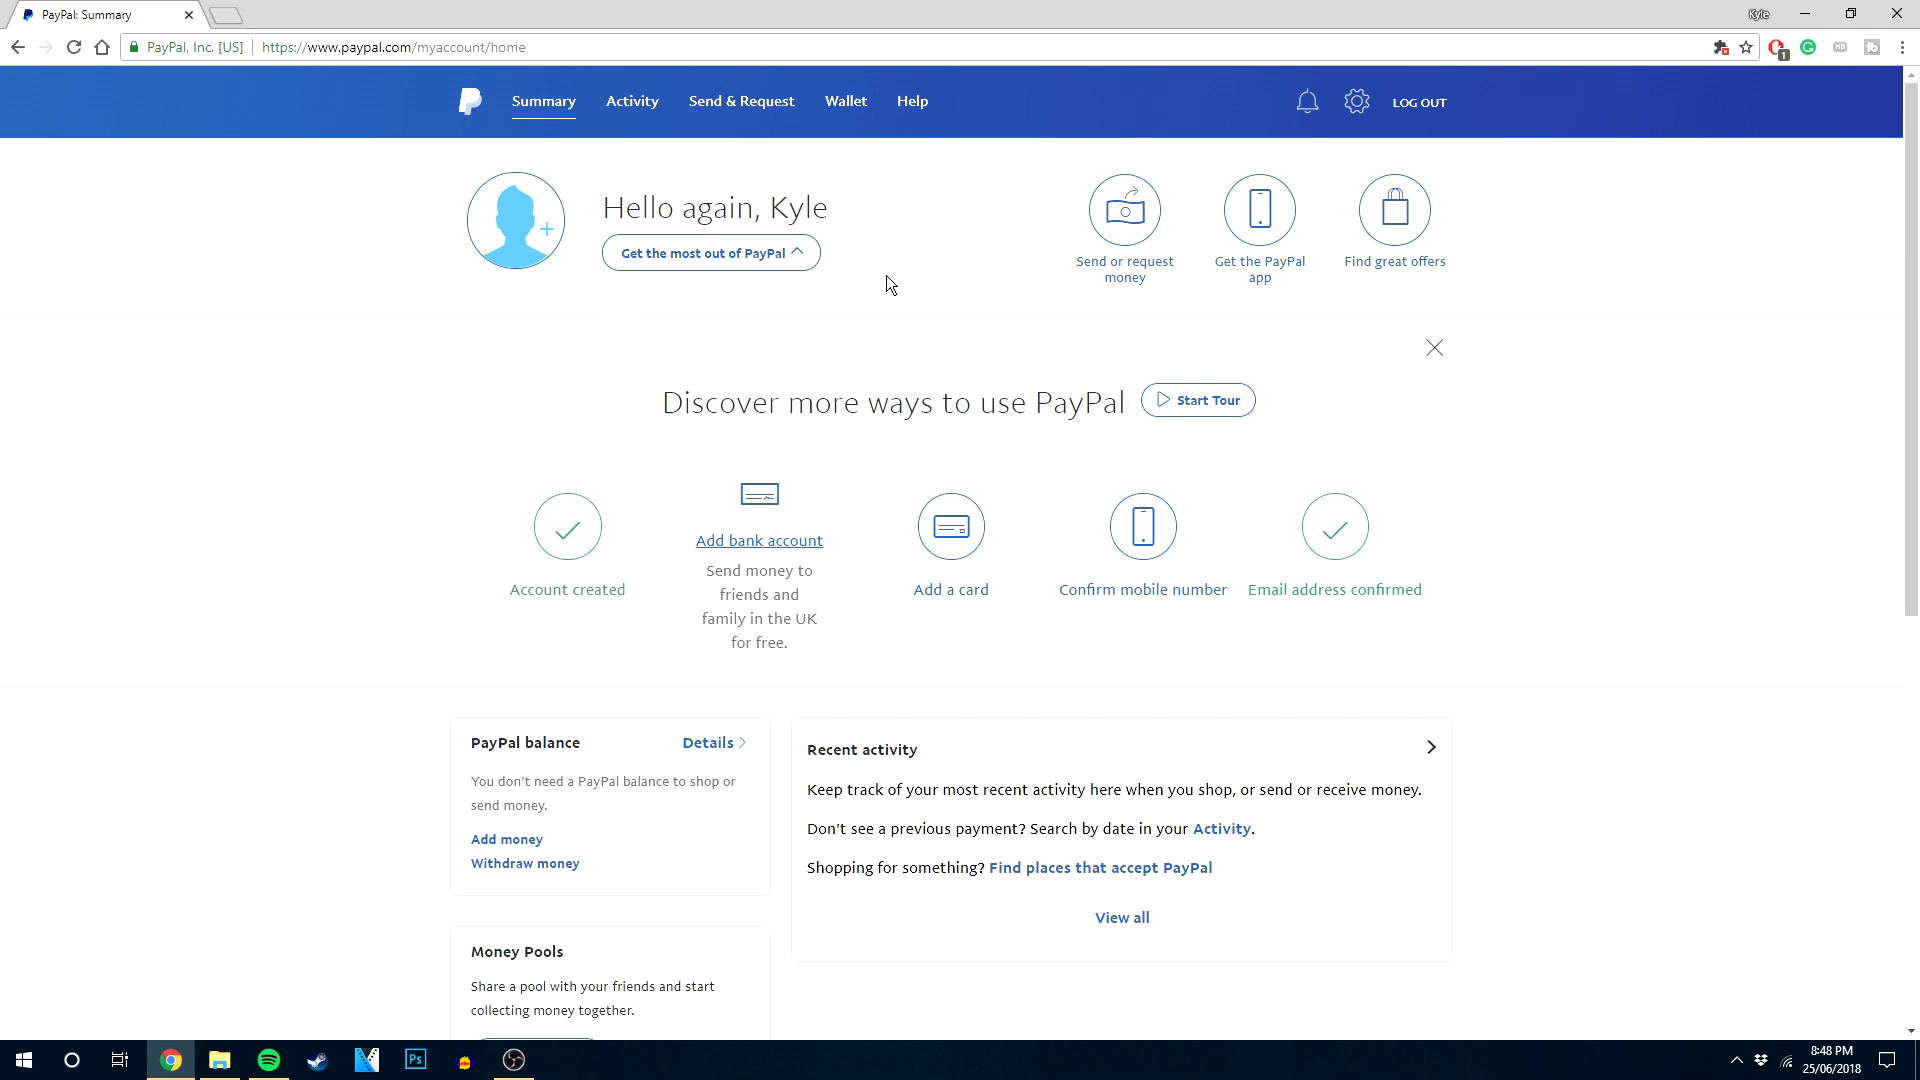 PayPal: Summary
Kyle
PayPal, Inc. [US]
https://www.paypal.com/myaccount/home
1
HD
tb
Summary
Activity
Send & Request
Wallet
Help
LOG OUT
Hello again, Kyle
Get the most out of PayPal
Send or request
money
Get the PayPal
app
Find great offers
Discover more ways to use PayPal
Start Tour
Account created
Add bank account
Send money to
friends and
family in the UK
for free.
Add a card
Confirm mobile number
Email address confirmed
PayPal balance
Details
You don't need a PayPal balance to shop or
send money.
Add money
Withdraw money
Recent activity
Keep track of your most recent activity here when you shop, or send or receive money.
Don't see a previous payment? Search by date in your Activity.
Shopping for something? Find places that accept PayPal
View all
Money Pools
Share a pool with your friends and start
collecting money together.
Ps
8:48 PM
25/06/2018